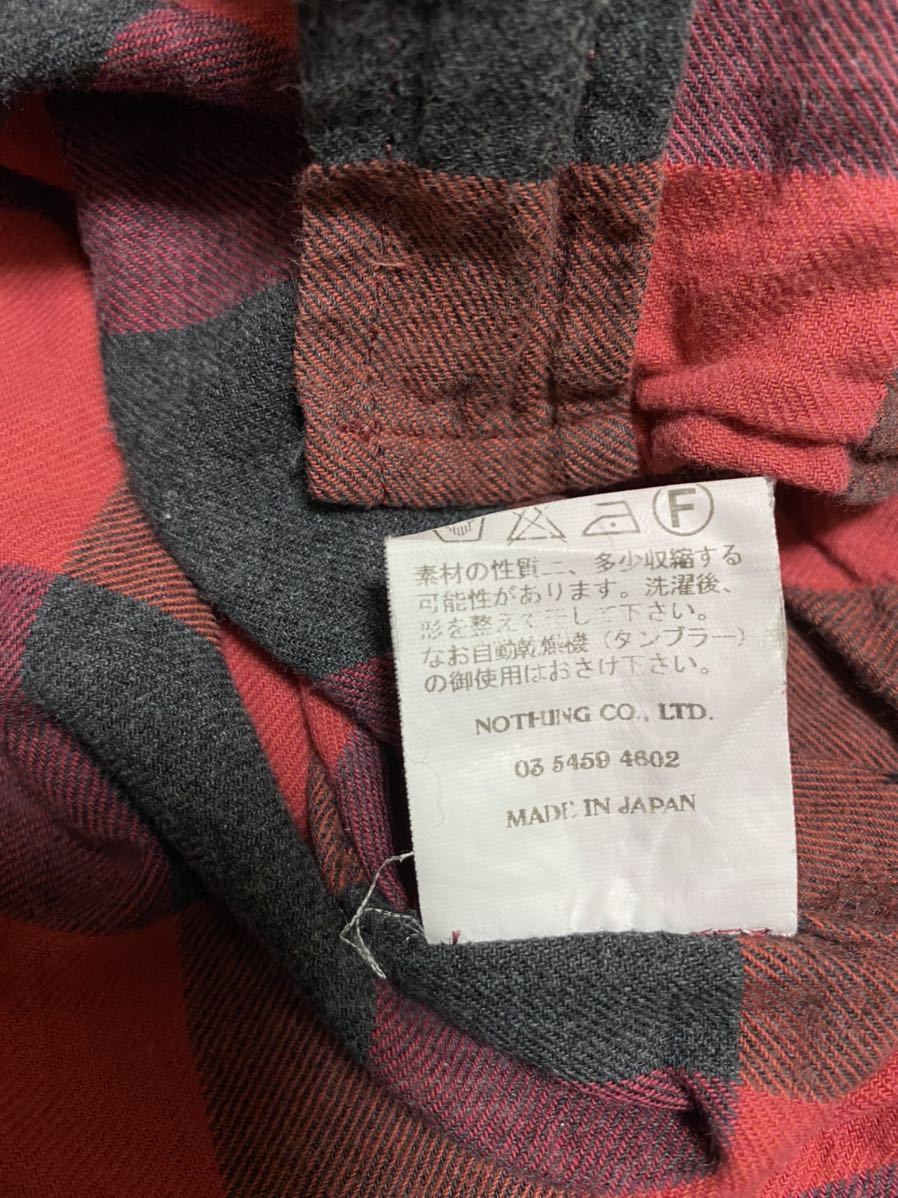 F
素材の性質上、多少収縮する
可能性があります。洗濯後、
形を整えて干して下さい。
なお自動乾燥機（タンブラー）
の御使用はおさけ下さい。
NOTHING CO., LTD.
03 5459 4602
MADE IN JAPAN